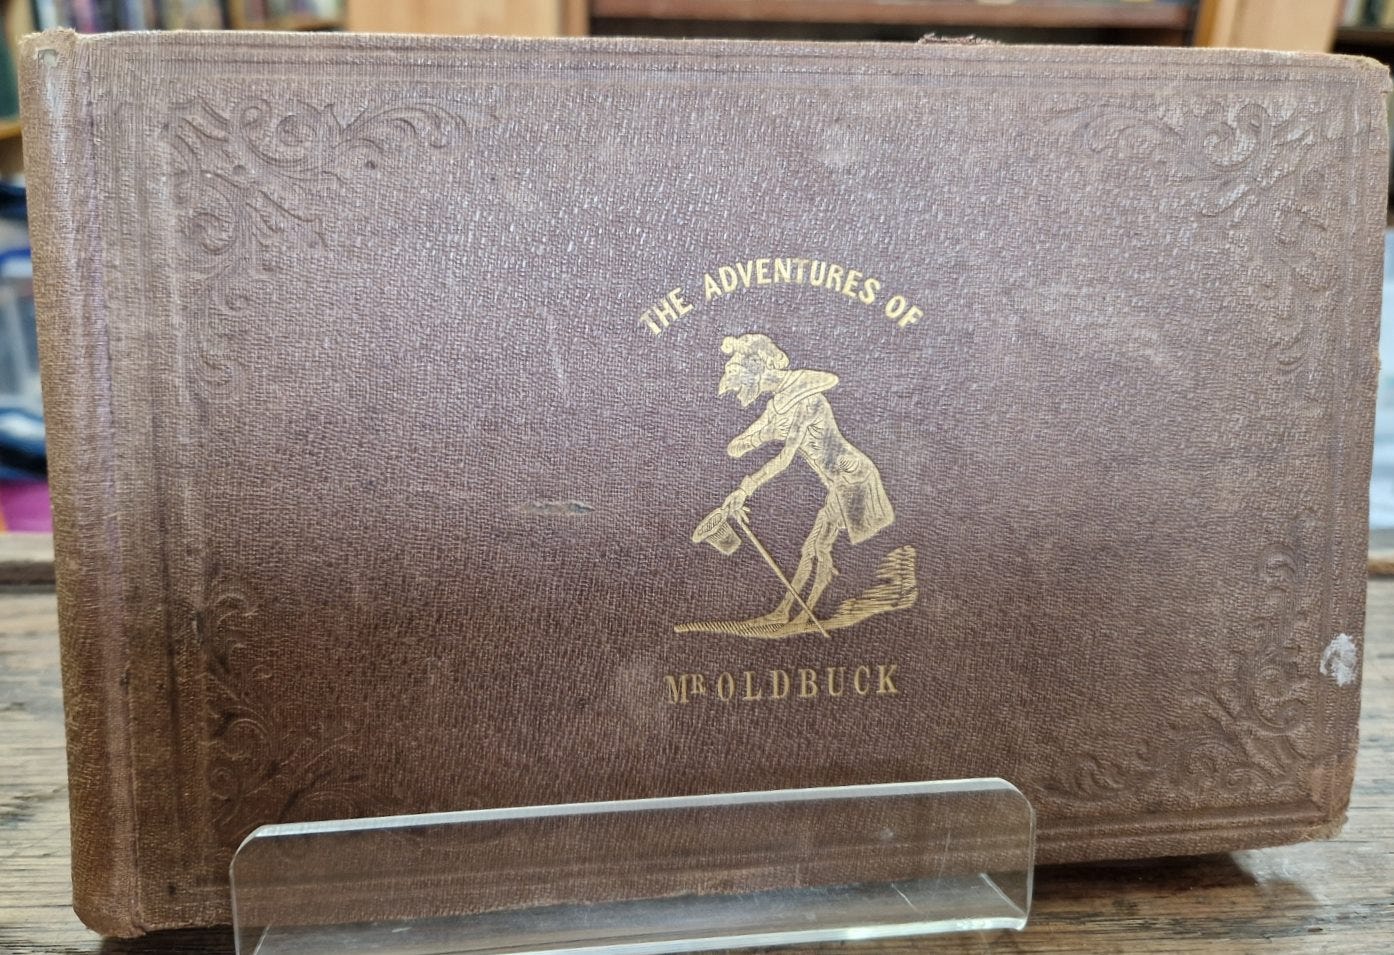 THE ADVENTURES OF
MR OLDBUCK